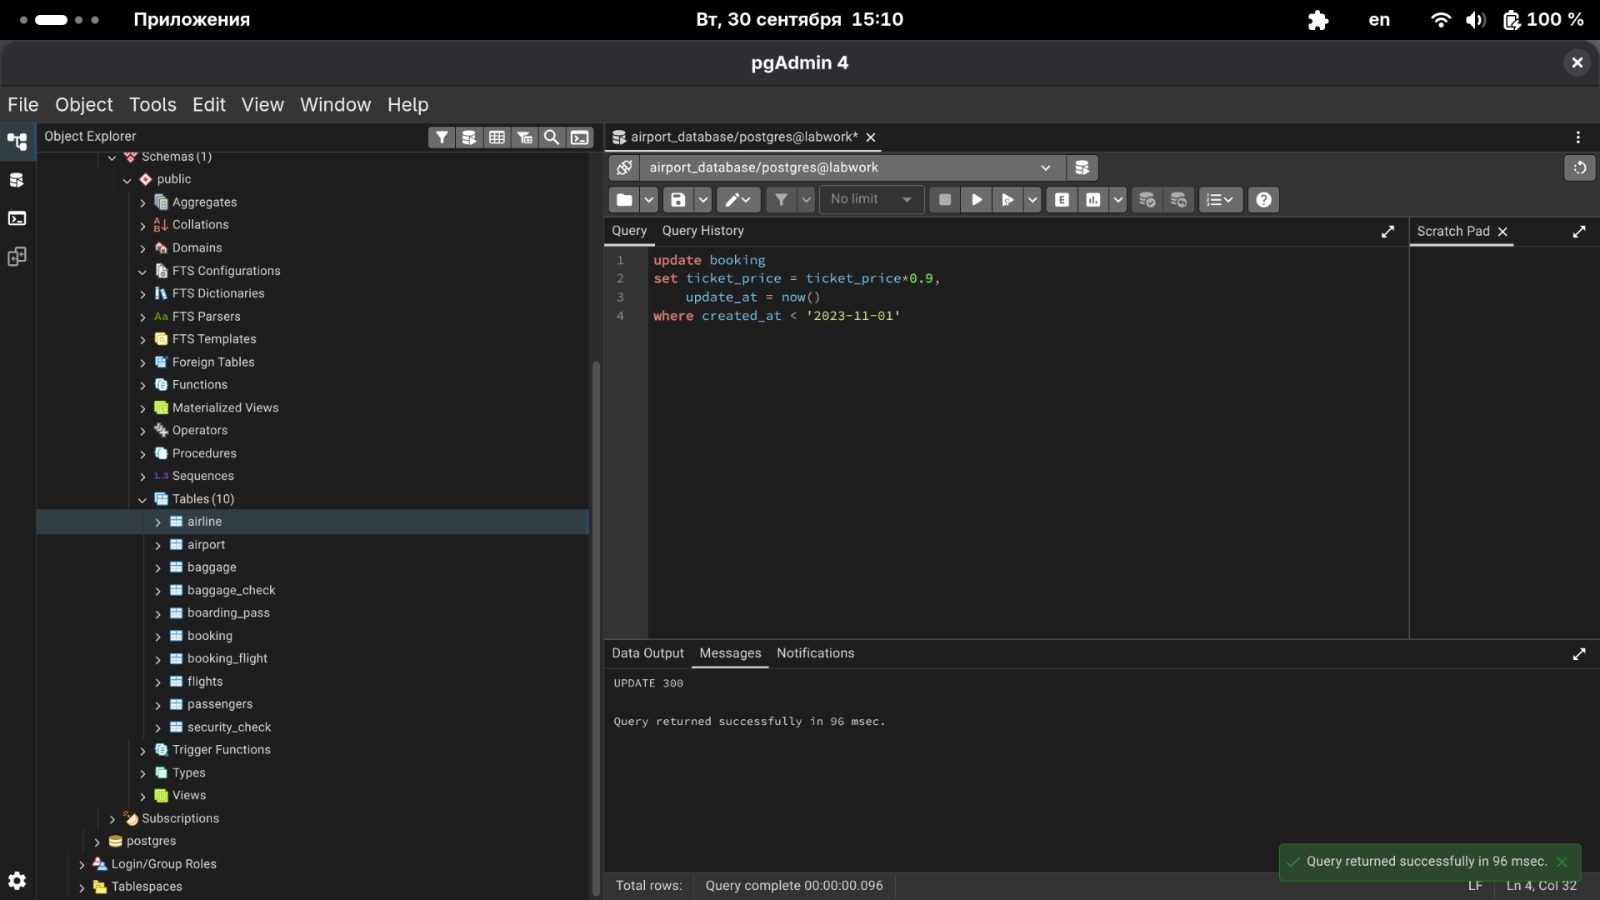 Приложения
Вт, 30 сентября 15:10
en
100 %
pgAdmin 4
File Object Tools Edit View Window Help
Object Explorer
Schemas (1)
public
Aggregates
Collations
Domains
FTS Configurations
FTS Dictionaries
Aa FTS Parsers
FTS Templates
Foreign Tables
Functions
Materialized Views
Operators
Procedures
1..3 Sequences
Tables (10)
airline
airport
baggage
baggage_check
boarding_pass
booking
booking_flight
flights
passengers
security_check
Trigger Functions
Types
Views
Subscriptions
postgres
Login/Group Roles
Tablespaces
airport_database/postgres@labwork*
airport_database/postgres@labwork
No limit
E
Query Query History
Scratch Pad
1 update booking
2 set ticket_price = ticket_price*0.9,
3 update_at = now()
4 where created_at < '2023-11-01'
Data Output Messages Notifications
UPDATE 300
Query returned successfully in 96 msec.
Query returned successfully in 96 msec.
Total rows: Query complete 00:00:00.096
LF Ln 4, Col 32